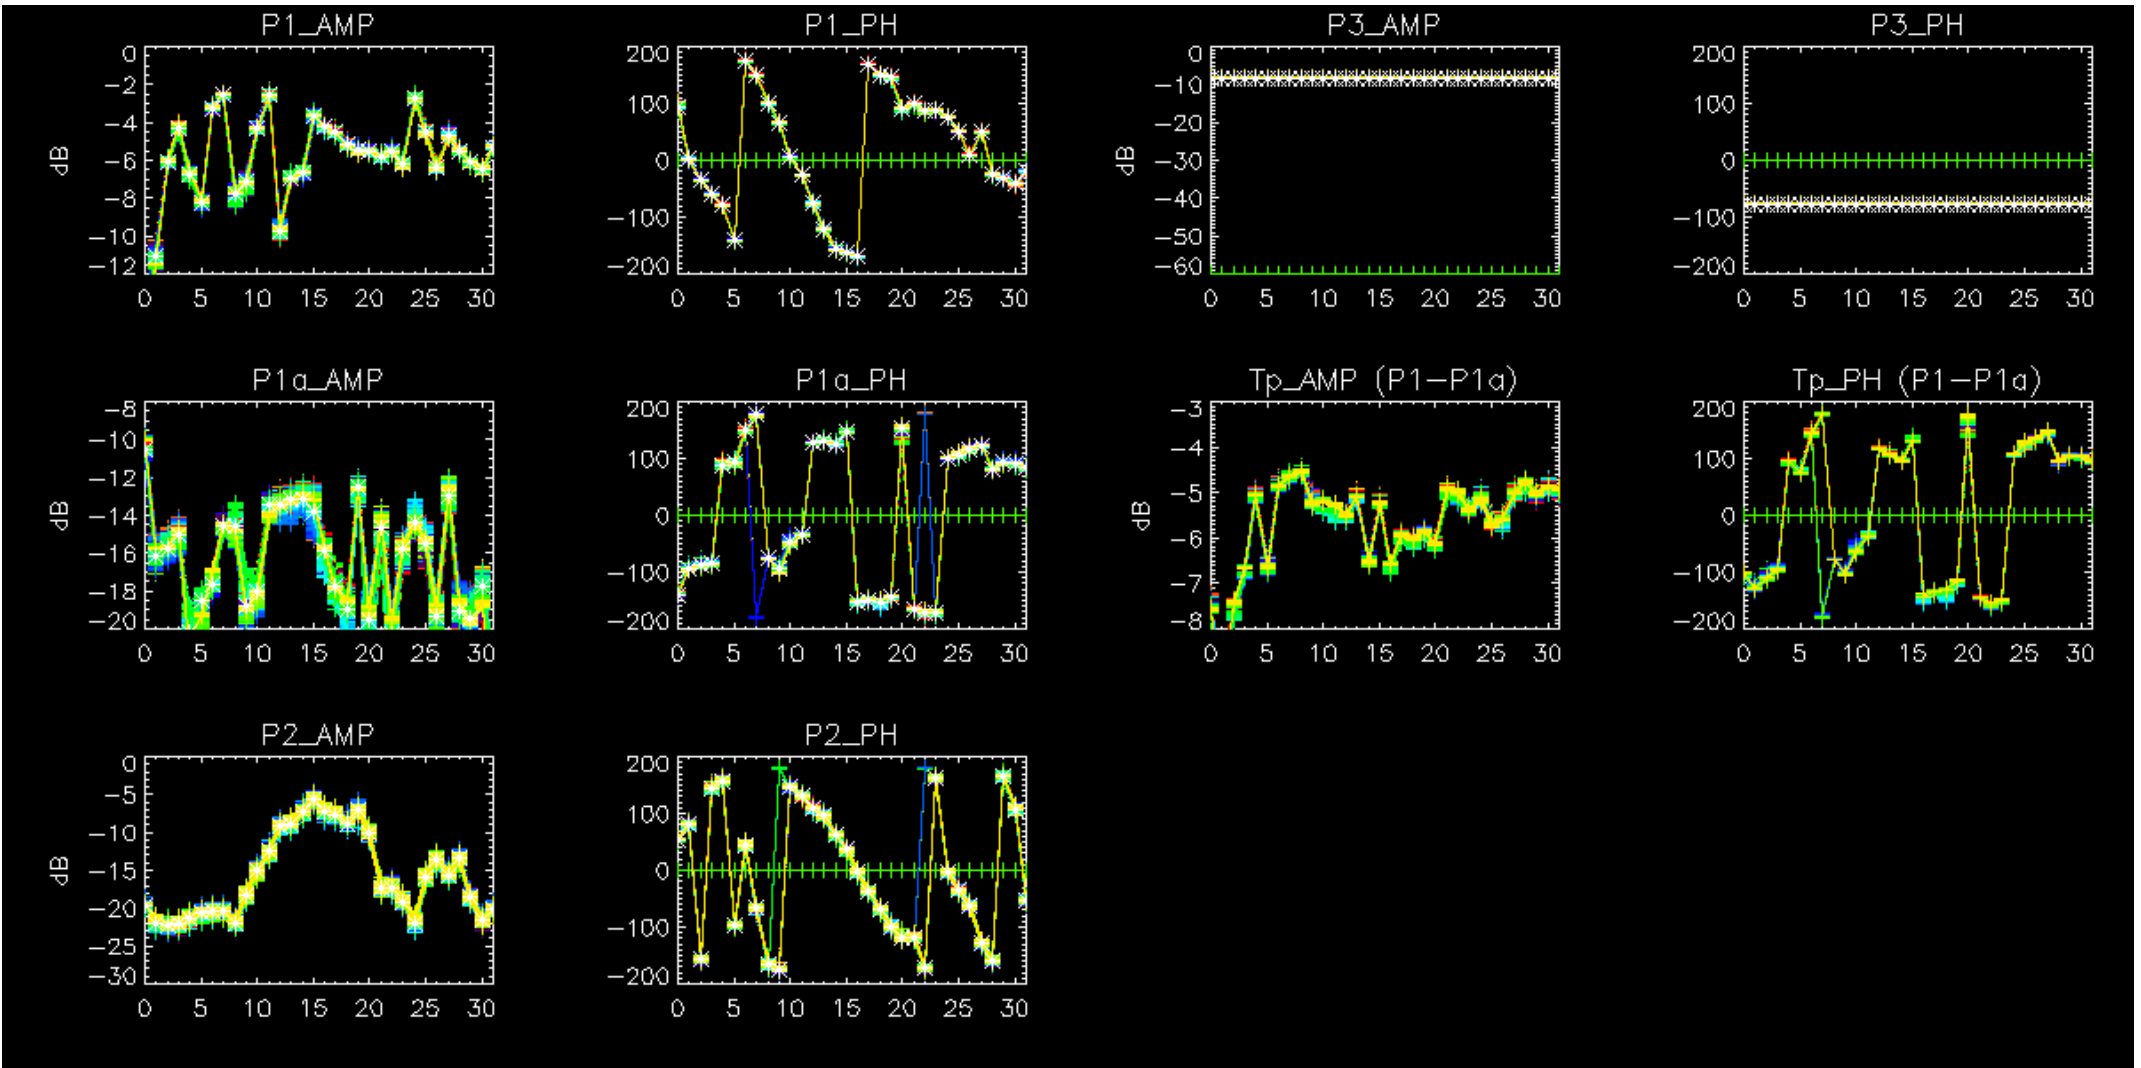 P1_AMP
P1_PH
P3_AMP
P3_PH
0
−2
−4
−6
−8
−10
−12
dB
0 5 10 15 20 25 30
200
100
0
−100
−200
0 5 10 15 20 25 30
0
−10
−20
−30
−40
−50
−60
dB
0 5 10 15 20 25 30
200
100
0
−100
−200
0 5 10 15 20 25 30
P1a_AMP
P1a_PH
Tp_AMP (P1−P1a)
Tp_PH (P1−P1a)
−8
−10
−12
−14
−16
−18
−20
dB
0 5 10 15 20 25 30
200
100
0
−100
−200
0 5 10 15 20 25 30
−3
−4
−5
−6
−7
−8
dB
0 5 10 15 20 25 30
200
100
0
−100
−200
0 5 10 15 20 25 30
P2_AMP
P2_PH
0
−5
−10
−15
−20
−25
−30
dB
0 5 10 15 20 25 30
200
100
0
−100
−200
0 5 10 15 20 25 30